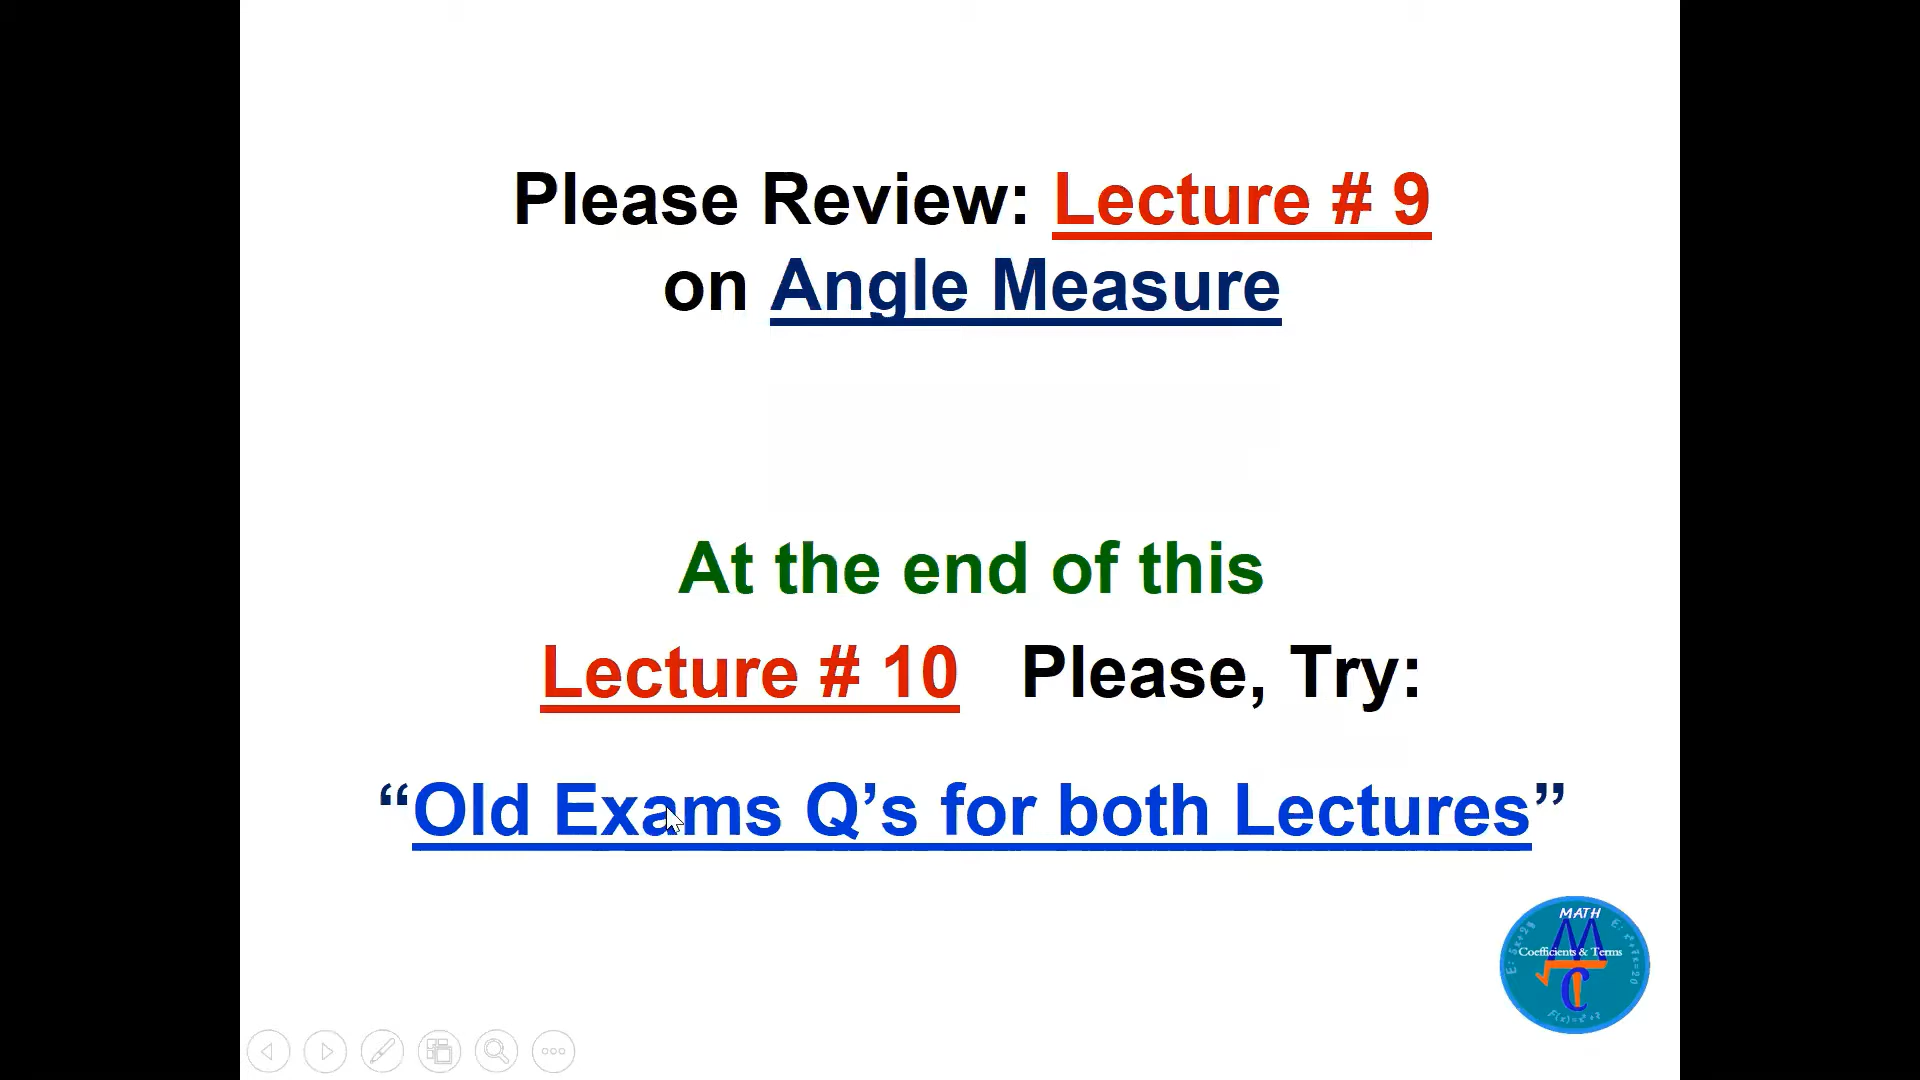 Please Review: Lecture # 9
on Angle Measure
At the end of this
Lecture # 10 Please, Try:
“Old Exams Q’s for both Lectures”
MATH
Coefficients & Terms